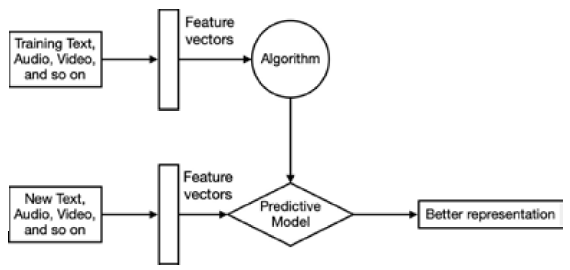 Training Text,
Audio, Video,
and so on
Feature
vectors
Algorithm
New Text,
Audio, Video,
and so on
Feature
vectors
Predictive
Model
Better representation